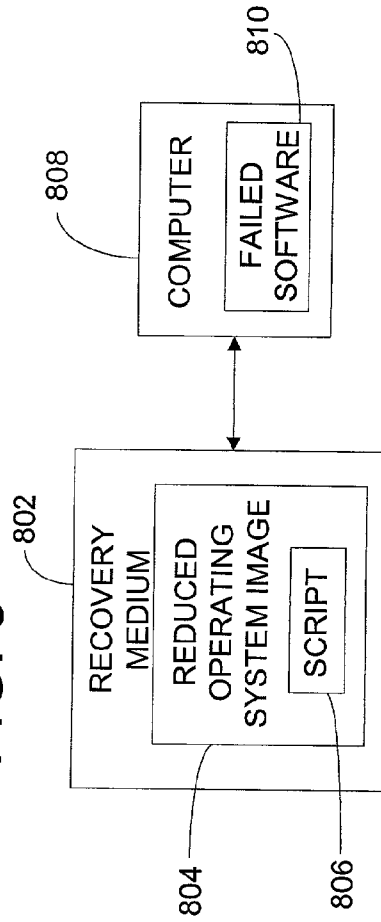 802
RECOVERY
MEDIUM
REDUCED
OPERATING
SYSTEM IMAGE
SCRIPT
804
806
808
COMPUTER
FAILED
SOFTWARE
810